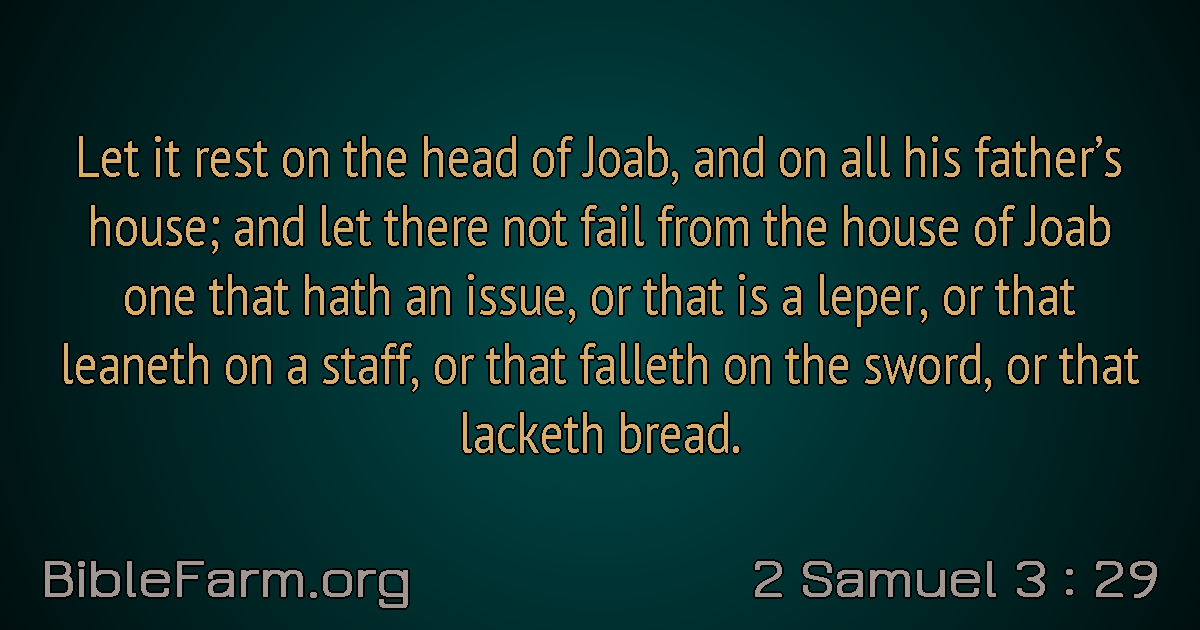 Let it rest on the head of Joab, and on all his father’s
house; and let there not fail from the house of Joab
one that hath an issue, or that is a leper, or that
leaneth on a staff, or that falleth on the sword, or that
lacketh bread.
BibleFarm.org
2 Samuel 3 : 29